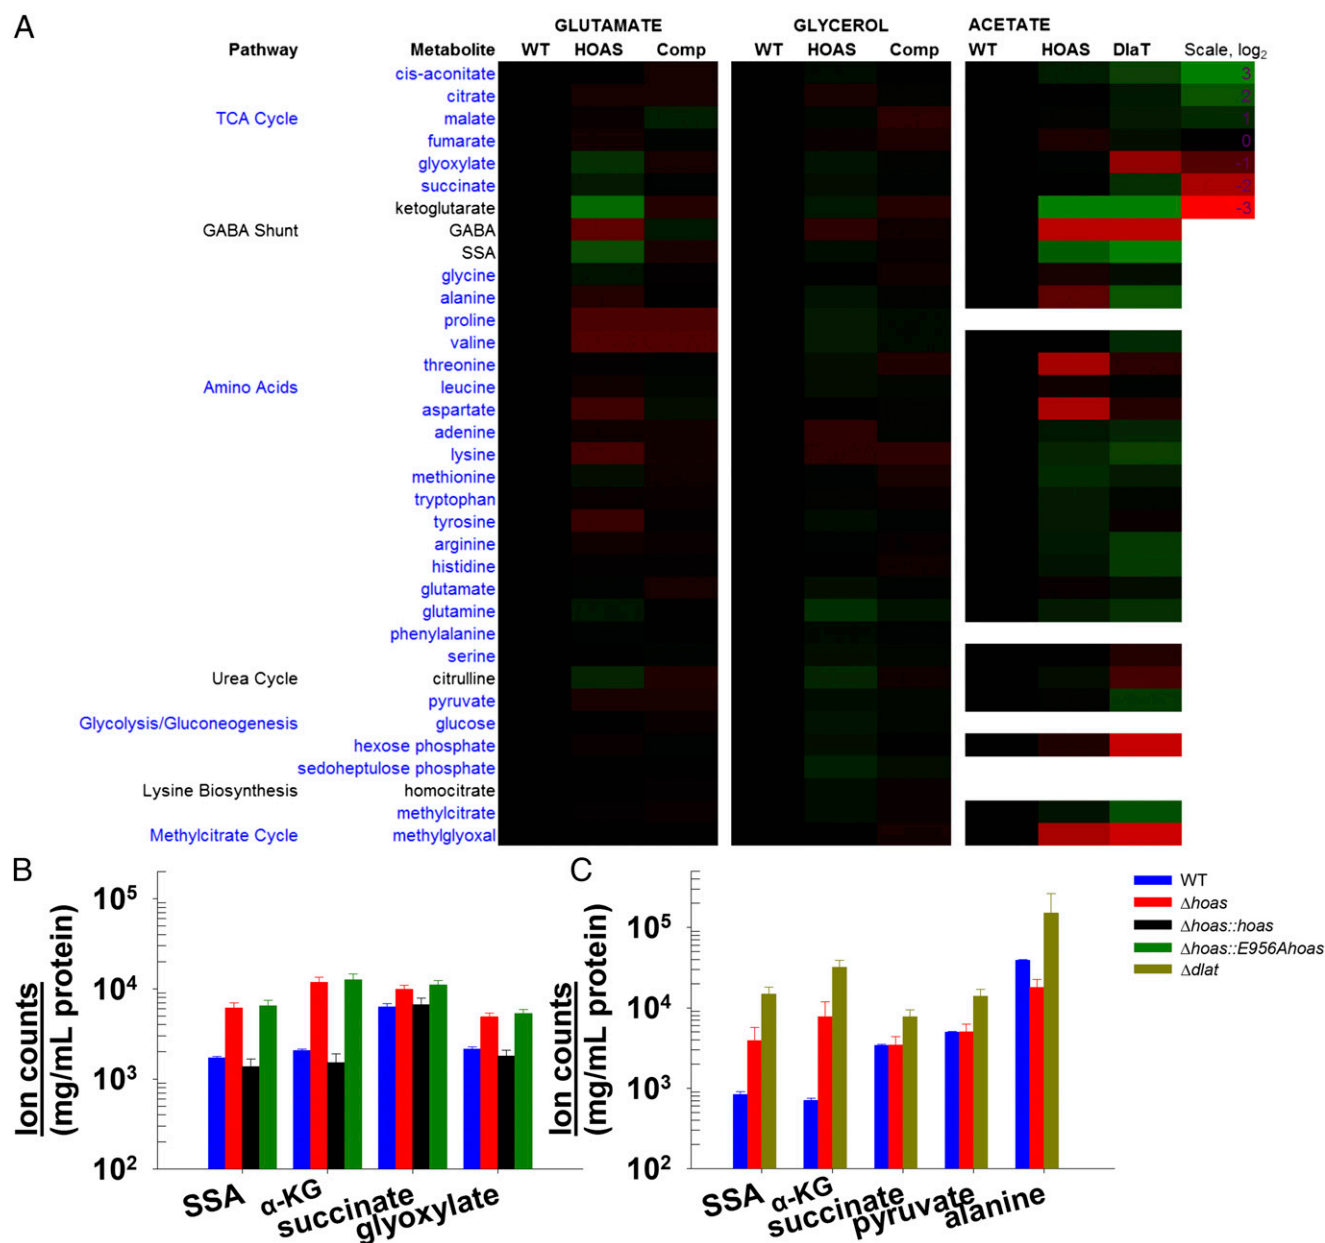 A
GLUTAMATE GLYCEROL ACETATE
Pathway Metabolite WT HOAS Comp WT HOAS Comp WT HOAS DlaT Scale, log2
cis-aconitate 3
citrate 2
TCA Cycle malate 1
fumarate 0
glyoxylate -1
succinate -2
ketoglutarate -3
GABA Shunt GABA
SSA
glycine
alanine
proline
valine
threonine
Amino Acids leucine
aspartate
adenine
lysine
methionine
tryptophan
tyrosine
arginine
histidine
glutamate
glutamine
phenylalanine
serine
Urea Cycle citrulline
pyruvate
Glycolysis/Gluconeogenesis glucose
hexose phosphate
sedoheptulose phosphate
Lysine Biosynthesis homocitrate
methylcitrate
Methylcitrate Cycle methylglyoxal
B
Ion counts
(mg/mL protein)
10^5
10^4
10^3
10^2
SSA α-KG succinate glyoxylate
C
Ion counts
(mg/mL protein)
10^5
10^4
10^3
10^2
SSA α-KG succinate pyruvate alanine
WT
Δhoas
Δhoas::hoas
Δhoas::E956Ahoas
Δdlat